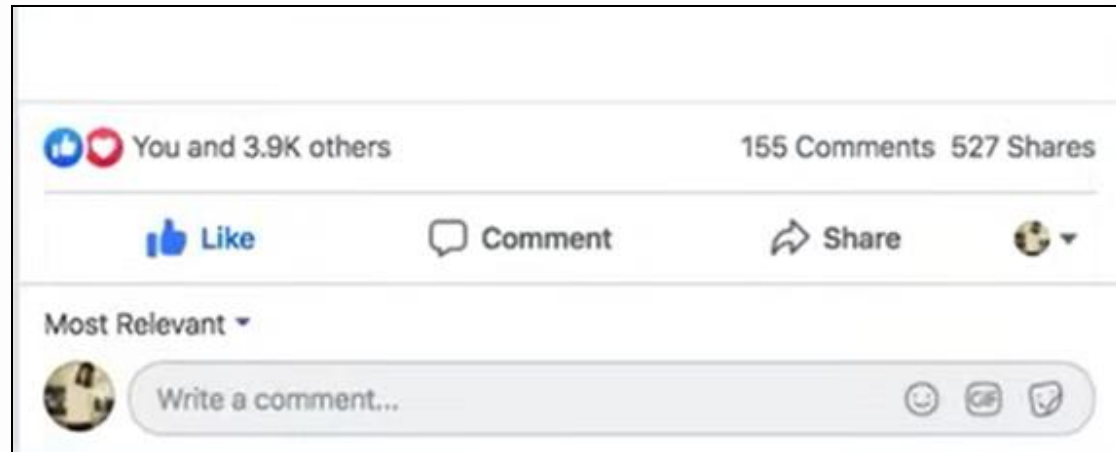 You and 3.9K others 155 Comments 527 Shares
Like Comment Share
Most Relevant
Write a comment... GIF